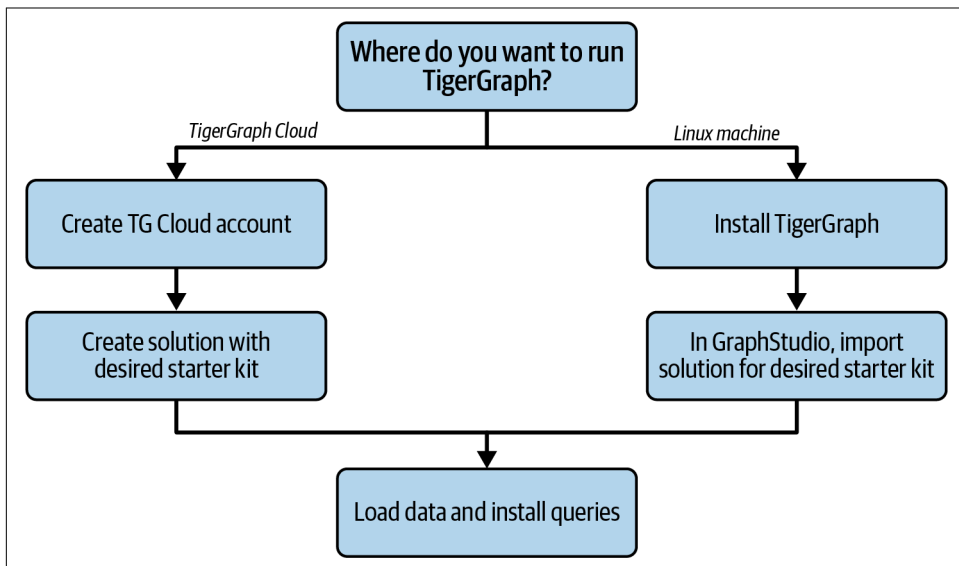 Where do you want to run
TigerGraph?
TigerGraph Cloud
Linux machine
Create TG Cloud account
Install TigerGraph
Create solution with
desired starter kit
In GraphStudio, import
solution for desired starter kit
Load data and install queries